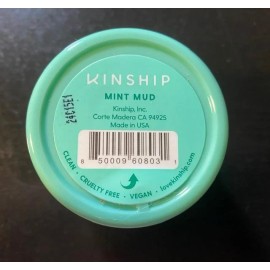 KINSHIP
MINT MUD
Kinship, Inc.
Corte Madera CA 94925
Made in USA
8 50009 60803 1
CLEAN • CRUELTY FREE • VEGAN • lovekinship.com